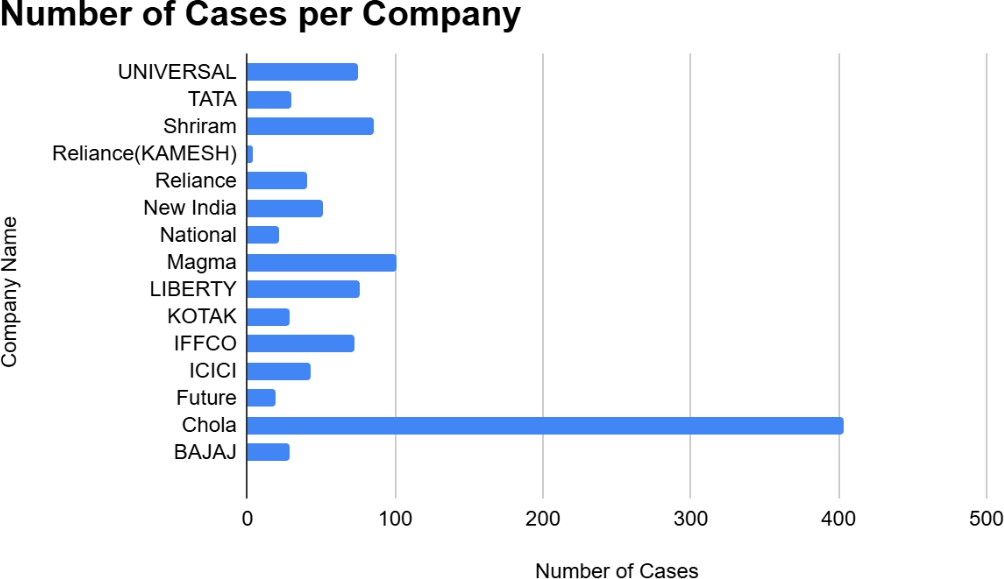 Number of Cases per Company
Company Name
UNIVERSAL
TATA
Shriram
Reliance(KAMESH)
Reliance
New India
National
Magma
LIBERTY
KOTAK
IFFCO
ICICI
Future
Chola
BAJAJ
0 100 200 300 400 500
Number of Cases